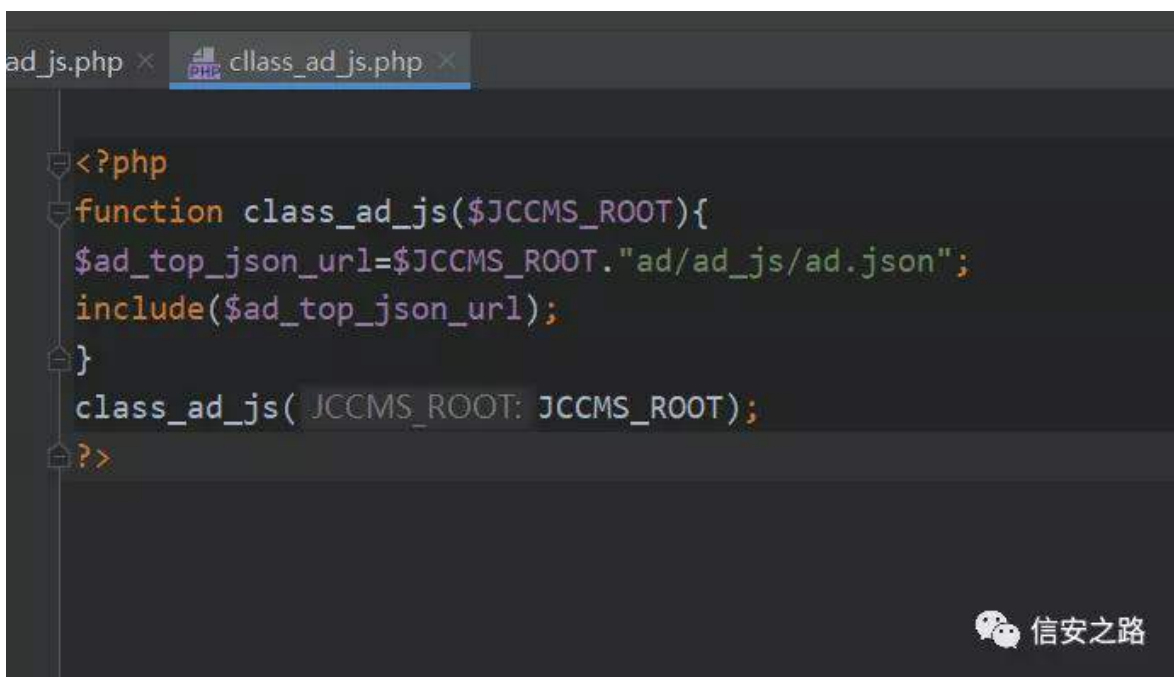 ad_js.php × PHP cllass_ad_js.php ×
<?php
function class_ad_js($JCCMS_ROOT){
$ad_top_json_url=$JCCMS_ROOT."ad/ad_js/ad.json";
include($ad_top_json_url);
}
class_ad_js( JCCMS_ROOT: JCCMS_ROOT);
?>
信安之路